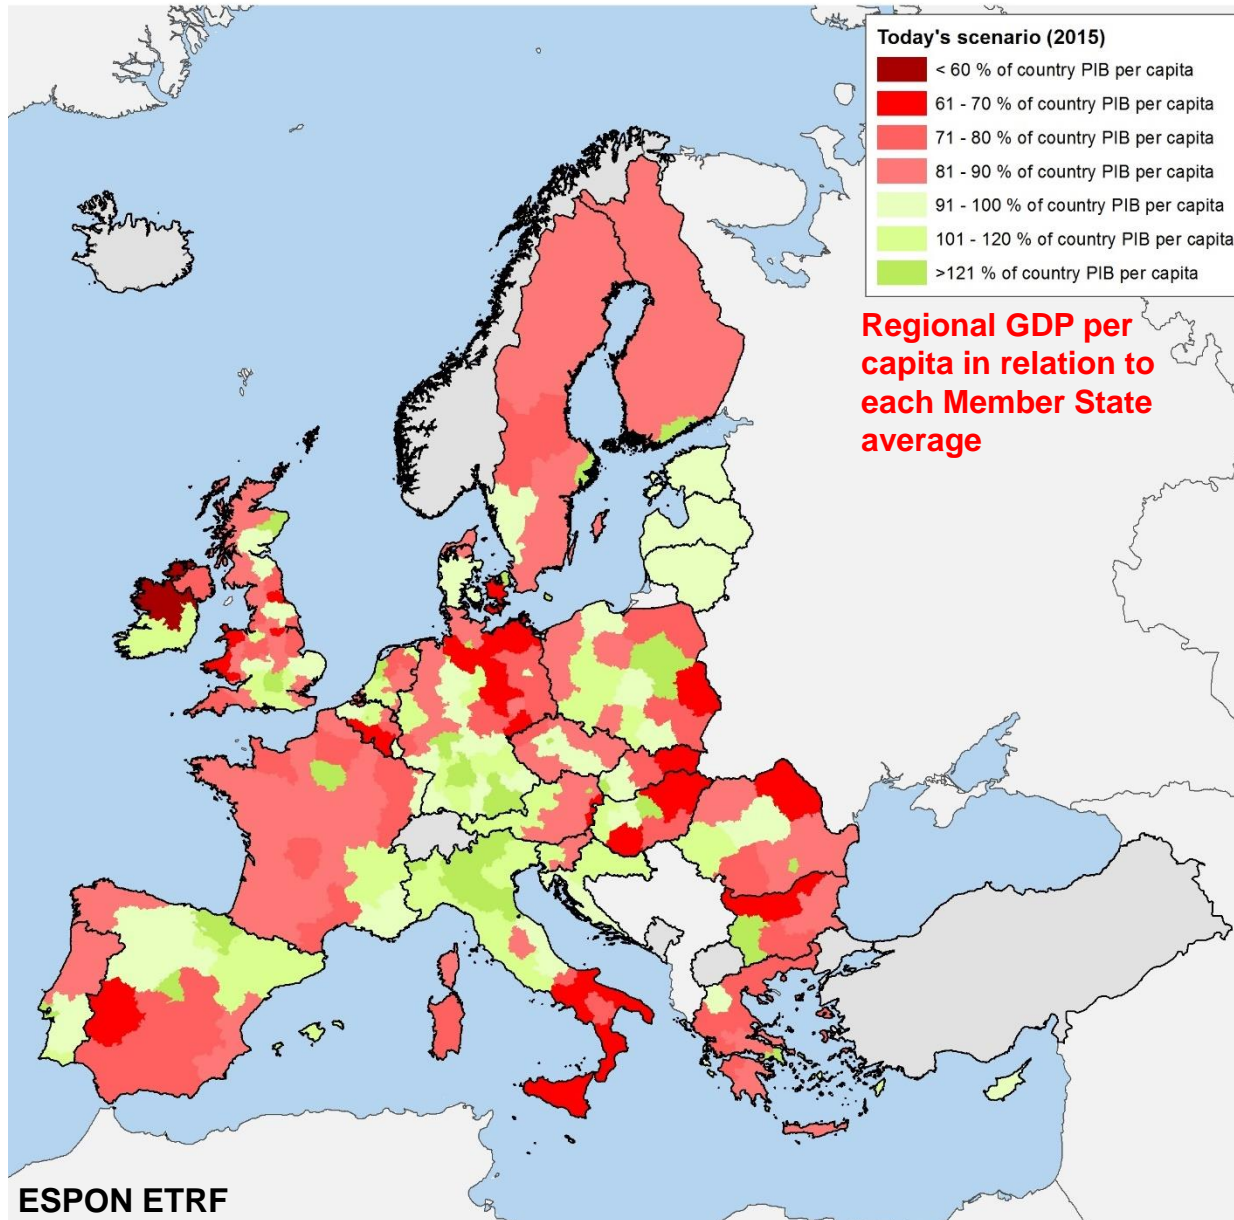 Today's scenario (2015)
< 60 % of country PIB per capita
61 - 70 % of country PIB per capita
71 - 80 % of country PIB per capita
81 - 90 % of country PIB per capita
91 - 100 % of country PIB per capita
101 - 120 % of country PIB per capita
>121 % of country PIB per capita
Regional GDP per
capita in relation to
each Member State
average
ESPON ETRF